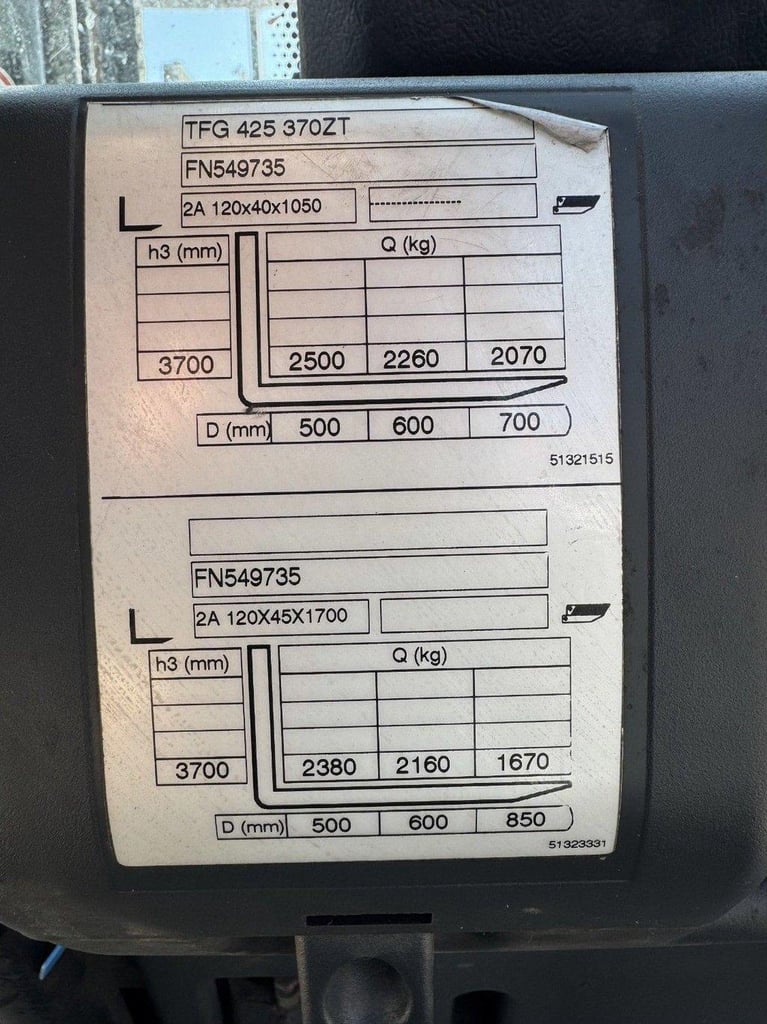 TFG 425 370ZT
FN549735
2A 120x40x1050 --------------------
h3 (mm) Q (kg)
3700 2500 2260 2070
D (mm) 500 600 700
51321515
FN549735
2A 120X45X1700
h3 (mm) Q (kg)
3700 2380 2160 1670
D (mm) 500 600 850
51323331